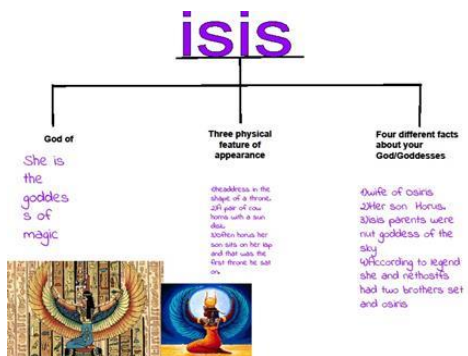 isis
God of
She is
the
goddes
s of
magic
Three physical
feature of
appearance
1)headdress in the
shape of a throne.
2)A pair of cow
horns with a sun
disk.
3)often horus her
son sits on her lap
and that was the
first throne he sat
on.
Four different facts
about your
God/Goddesses
1)wife of osiris
2)Her son Horus.
3)isis parents were
nut goddess of the
sky
4)According to legend
she and
had two brothers set
and osiris